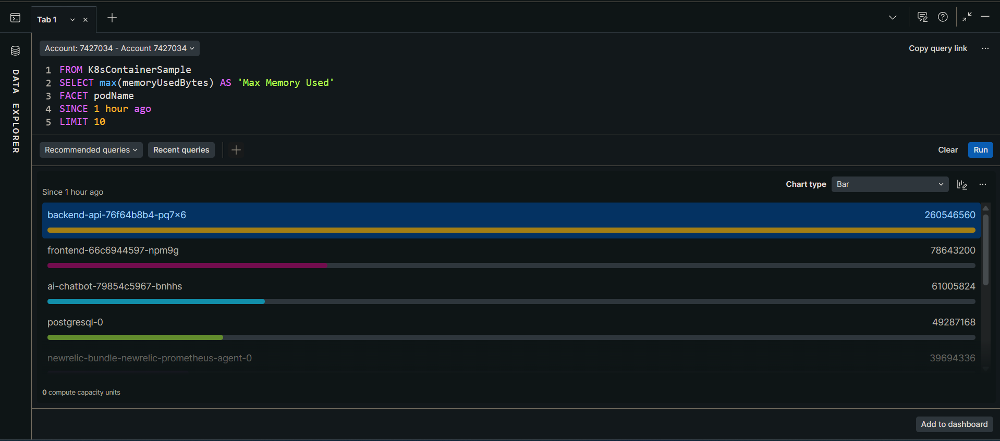 Tab 1
Account: 7427034 - Account 7427034
Copy query link
1 FROM K8sContainerSample
2 SELECT max(memoryUsedBytes) AS 'Max Memory Used'
3 FACET podName
4 SINCE 1 hour ago
5 LIMIT 10
DATA EXPLORER
Recommended queries
Recent queries
Clear
Run
Chart type
Bar
Since 1 hour ago
backend-api-76f64b8b4-pq7×6 260546560
frontend-66c6944597-npm9g 78643200
ai-chatbot-79854c5967-bnhhs 61005824
postgresql-0 49287168
newrelic-bundle-newrelic-prometheus-agent-0 39694336
0 compute capacity units
Add to dashboard